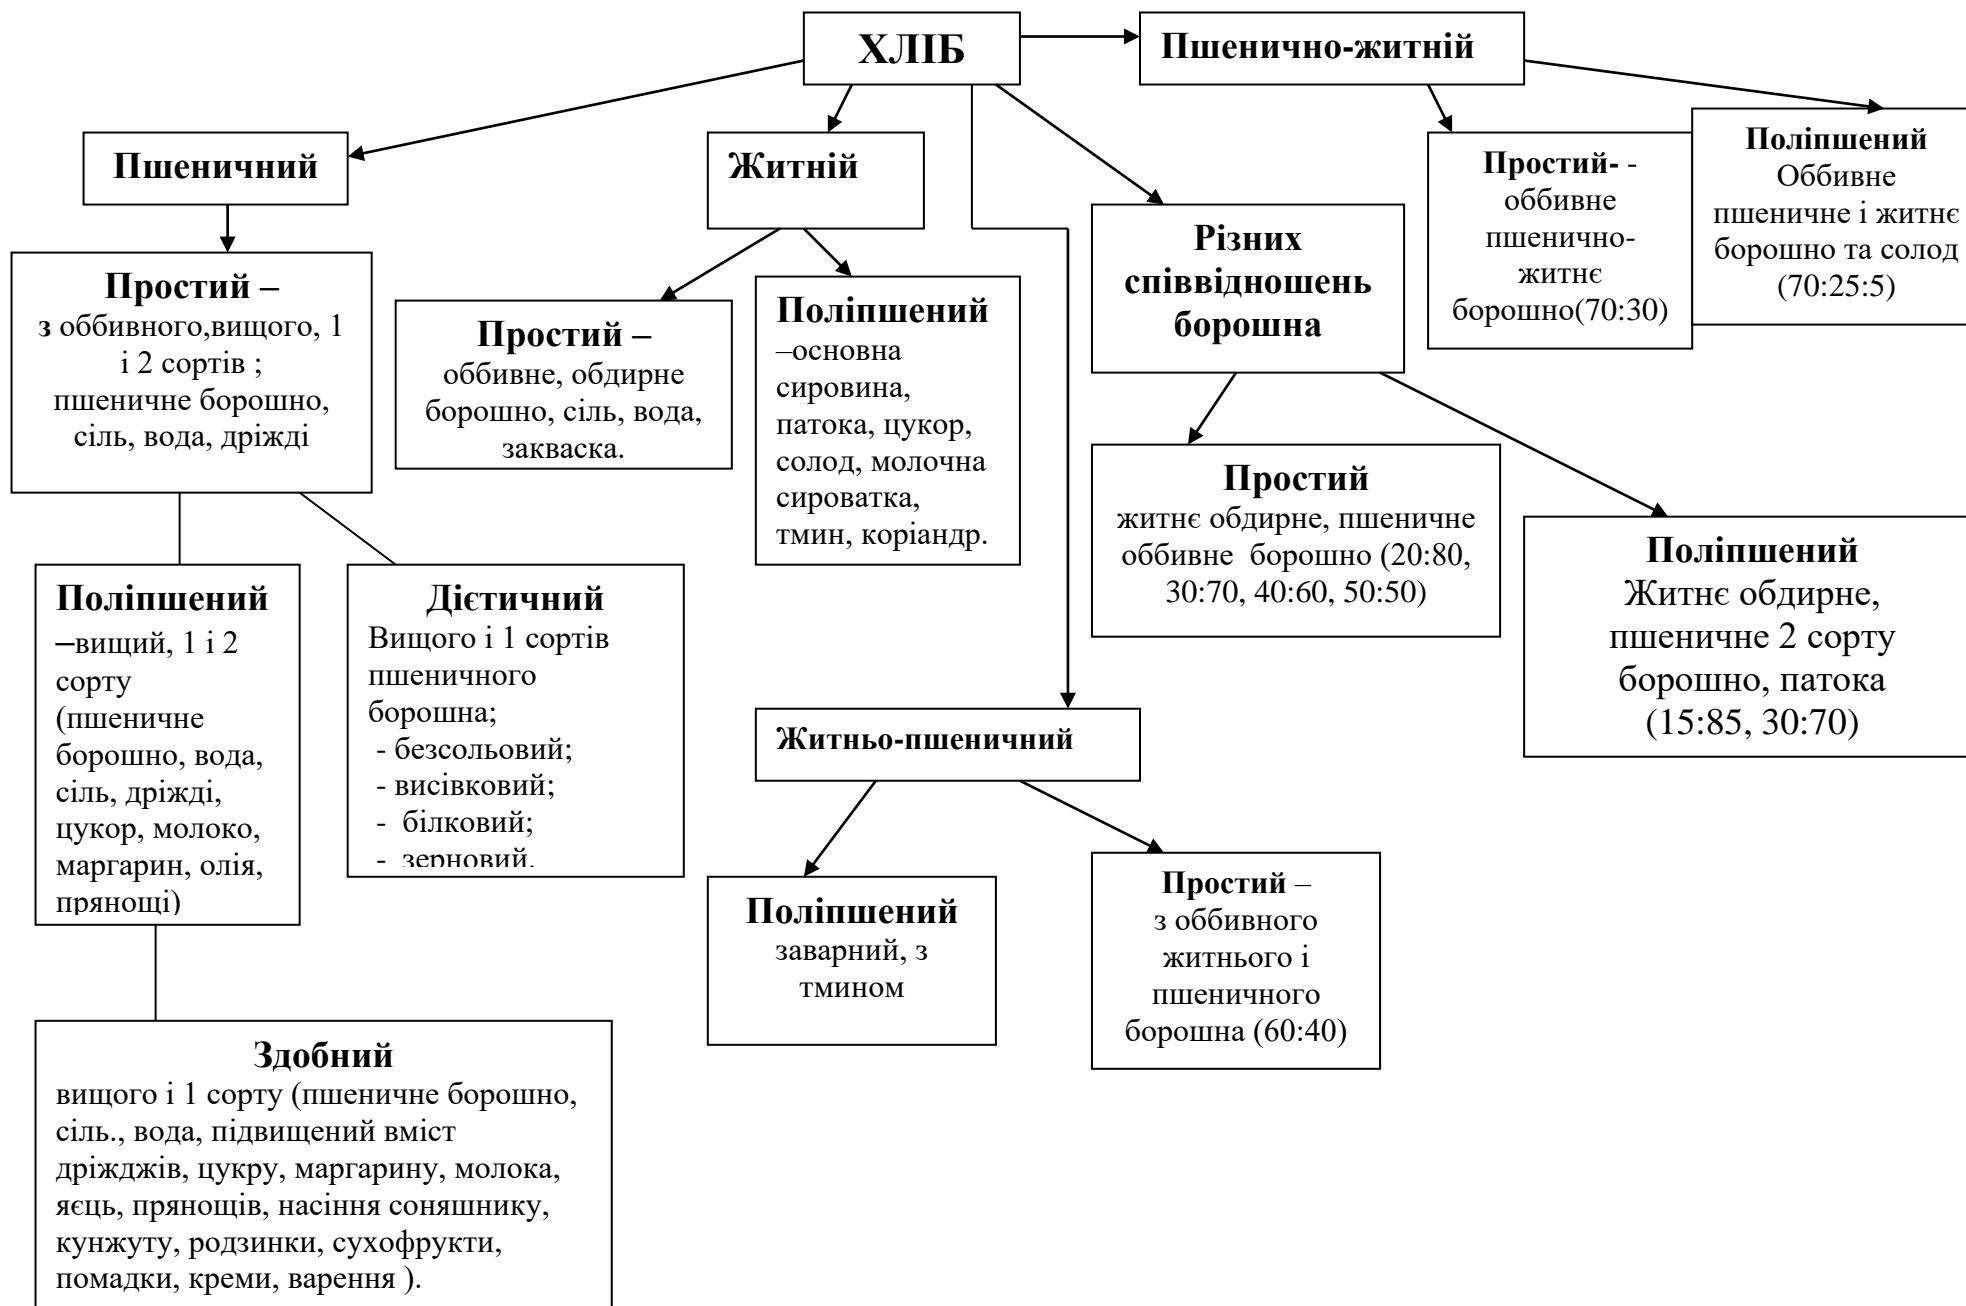 ХЛІБ
Пшенично-житній
Пшеничний
Житній
Різних
співвідношень
борошна
Простий- -
оббивне
пшенично-
житнє
борошно(70:30)
Поліпшений
Оббивне
пшеничне і житнє
борошно та солод
(70:25:5)
Простий –
з оббивного,вищого, 1
і 2 сортів ;
пшеничне борошно,
сіль, вода, дріжді
Простий –
оббивне, обдирне
борошно, сіль, вода,
закваска.
Поліпшений
–основна
сировина,
патока, цукор,
солод, молочна
сироватка,
тмин, коріандр.
Простий
житнє обдирне, пшеничне
оббивне борошно (20:80,
30:70, 40:60, 50:50)
Поліпшений
Житнє обдирне,
пшеничне 2 сорту
борошно, патока
(15:85, 30:70)
Поліпшений
–вищий, 1 і 2
сорту
(пшеничне
борошно, вода,
сіль, дріжді,
цукор, молоко,
маргарин, олія,
прянощі)
Дієтичний
Вищого і 1 сортів
пшеничного
борошна;
- безсольовий;
- висівковий;
- білковий;
- зерновий.
Житньо-пшеничний
Поліпшений
заварний, з
тмином
Простий –
з оббивного
житнього і
пшеничного
борошна (60:40)
Здобний
вищого і 1 сорту (пшеничне борошно,
сіль., вода, підвищений вміст
дріжджів, цукру, маргарину, молока,
яєць, прянощів, насіння соняшнику,
кунжуту, родзинки, сухофрукти,
помадки, креми, варення ).